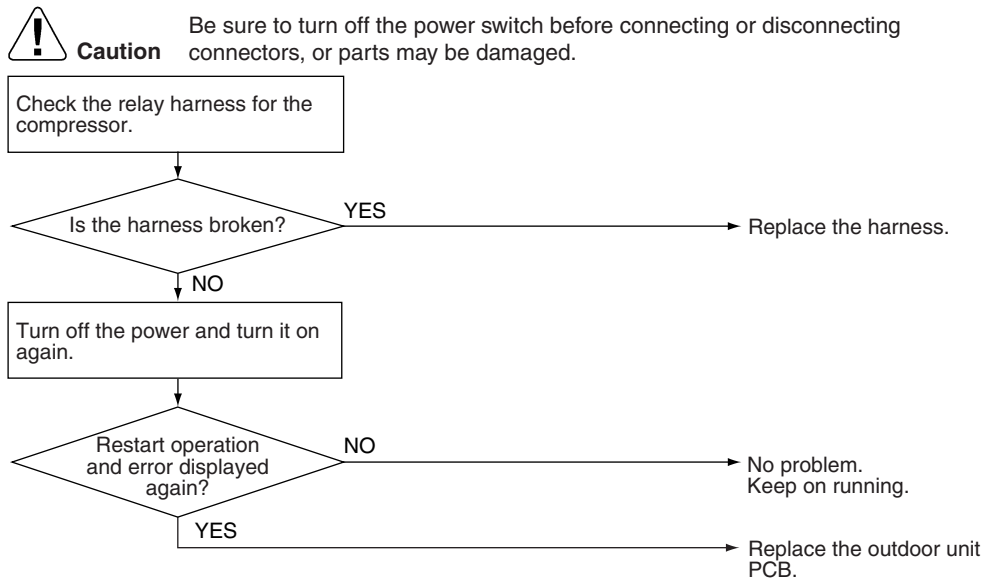 Be sure to turn off the power switch before connecting or disconnecting
Caution connectors, or parts may be damaged.
Check the relay harness for the
compressor.
Is the harness broken?
YES
Replace the harness.
NO
Turn off the power and turn it on
again.
Restart operation
and error displayed
again?
NO
No problem.
Keep on running.
YES
Replace the outdoor unit
PCB.